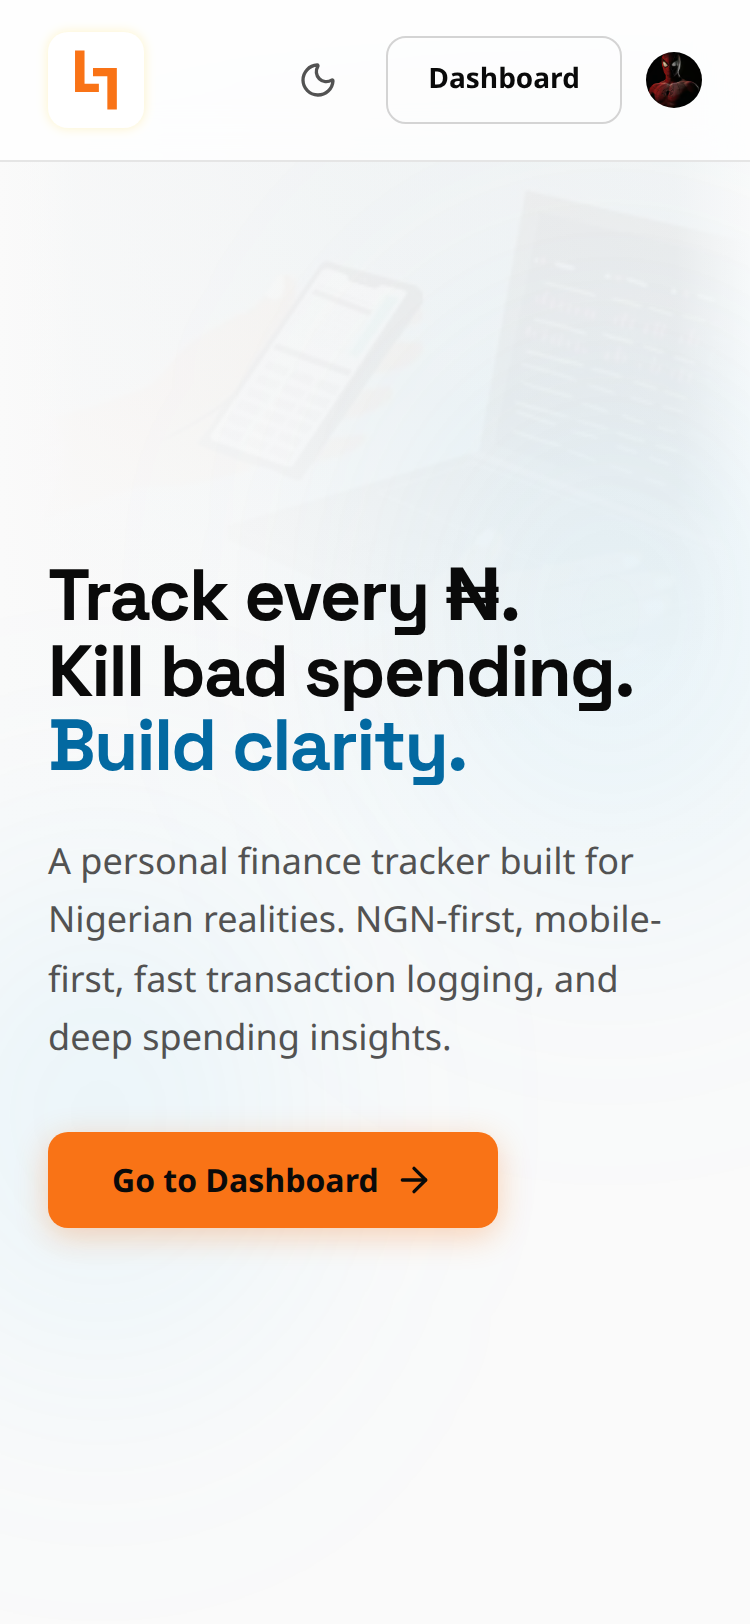 Dashboard
Track every ₦.
Kill bad spending.
Build clarity.
A personal finance tracker built for
Nigerian realities. NGN-first, mobile-
first, fast transaction logging, and
deep spending insights.
Go to Dashboard